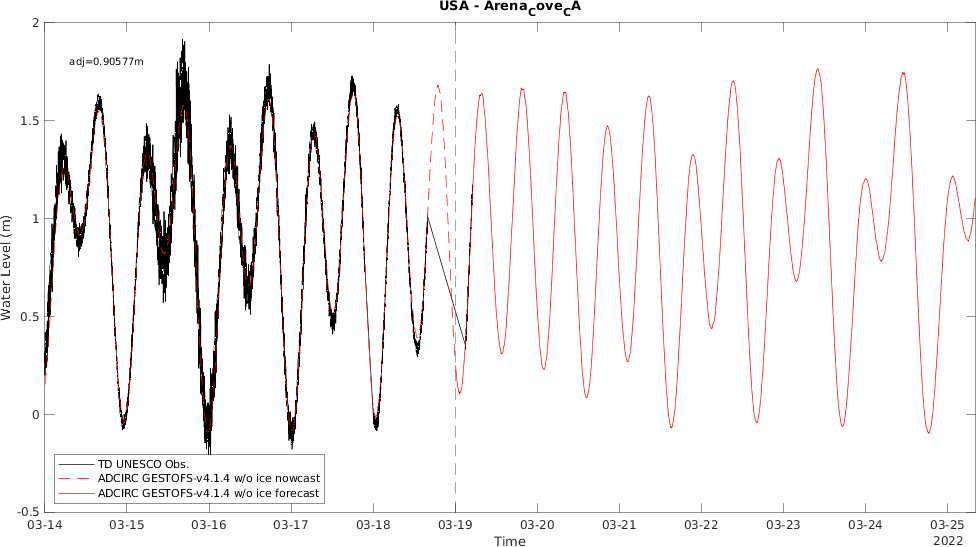 USA - ArenaCoveCA
adj=0.90577m
2
1.5
1
0.5
0
-0.5
Water Level (m)
TD UNESCO Obs.
ADCIRC GESTOFS-v4.1.4 w/o ice nowcast
ADCIRC GESTOFS-v4.1.4 w/o ice forecast
03-14 03-15 03-16 03-17 03-18 03-19 03-20 03-21 03-22 03-23 03-24 03-25
Time
2022